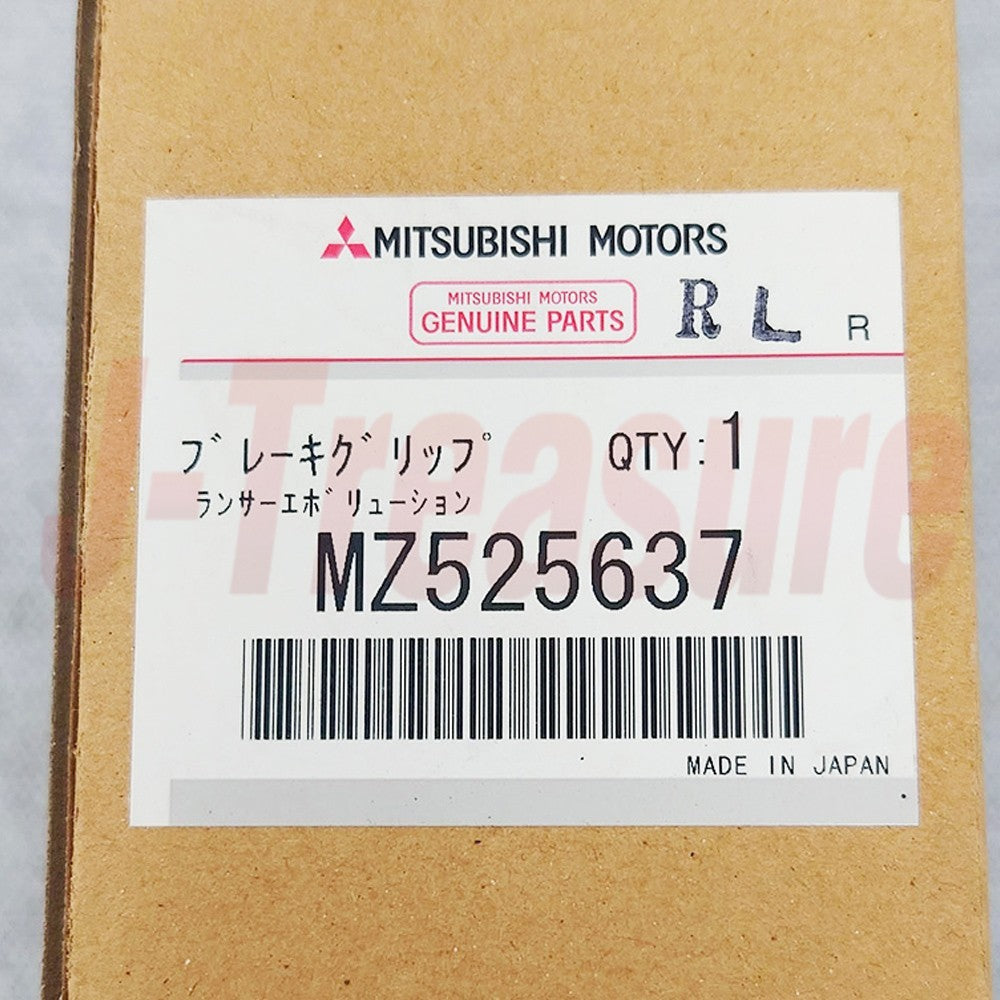 MITSUBISHI MOTORS
MITSUBISHI MOTORS
GENUINE PARTS
R L R
ブレーキグリップ QTY:1
ランサーエボリューション
J-Treasure
MZ525637
MADE IN JAPAN